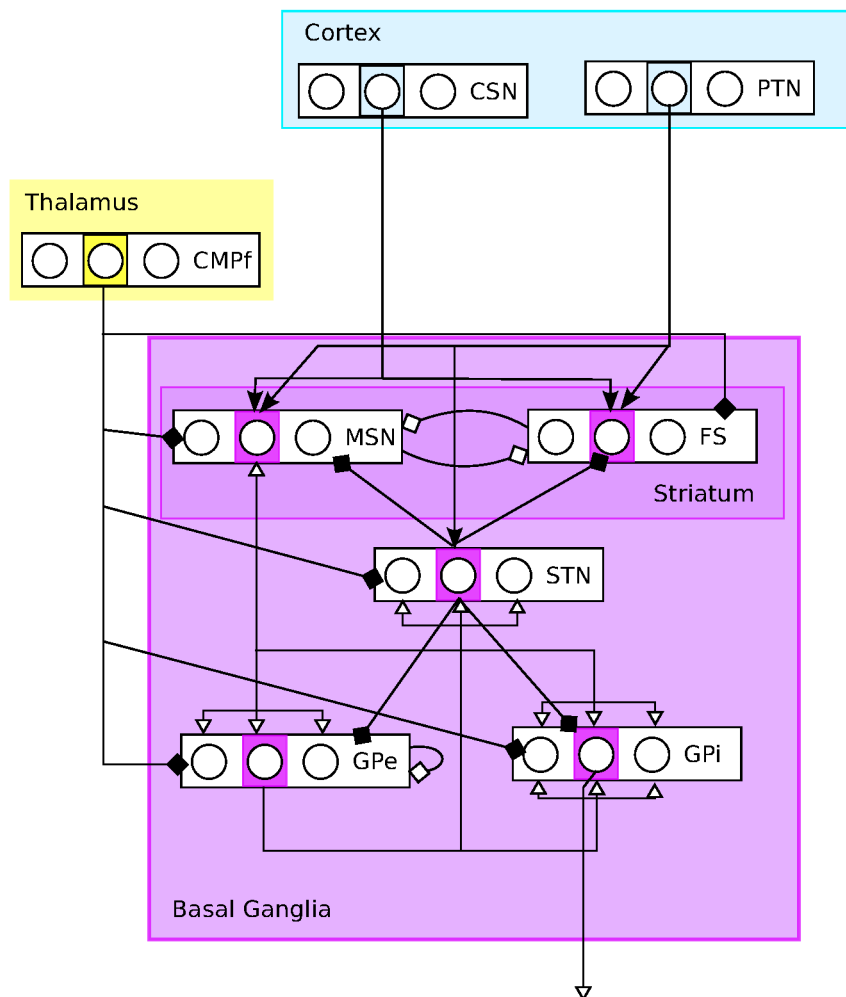 Cortex
CSN
PTN
Thalamus
CMPf
MSN
FS
Striatum
STN
GPe
GPi
Basal Ganglia